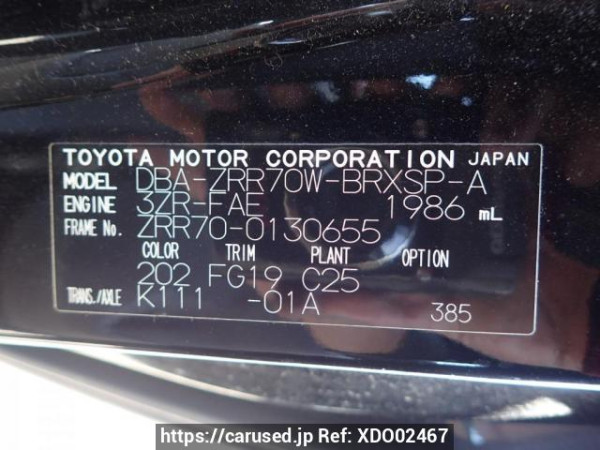 TOYOTA MOTOR CORPORATION JAPAN
MODEL DBA-ZRR70W-BRXSP-A
ENGINE 3ZR-FAE 1986 mL
FRAME No. ZRR70-0130655
COLOR TRIM PLANT OPTION
202 FG19 C25
TRANS./AXLE K111 -01A 385
https://carused.jp Ref: XDO02467